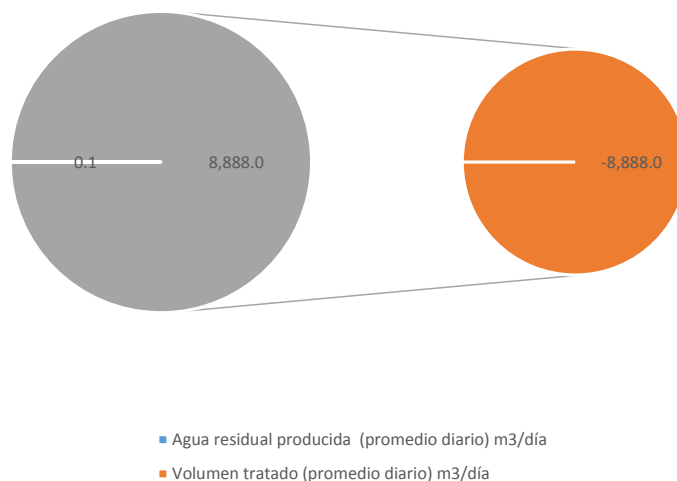 0.1
8,888.0
-8,888.0
Agua residual producida  (promedio diario) m3/día
Volumen tratado (promedio diario) m3/día